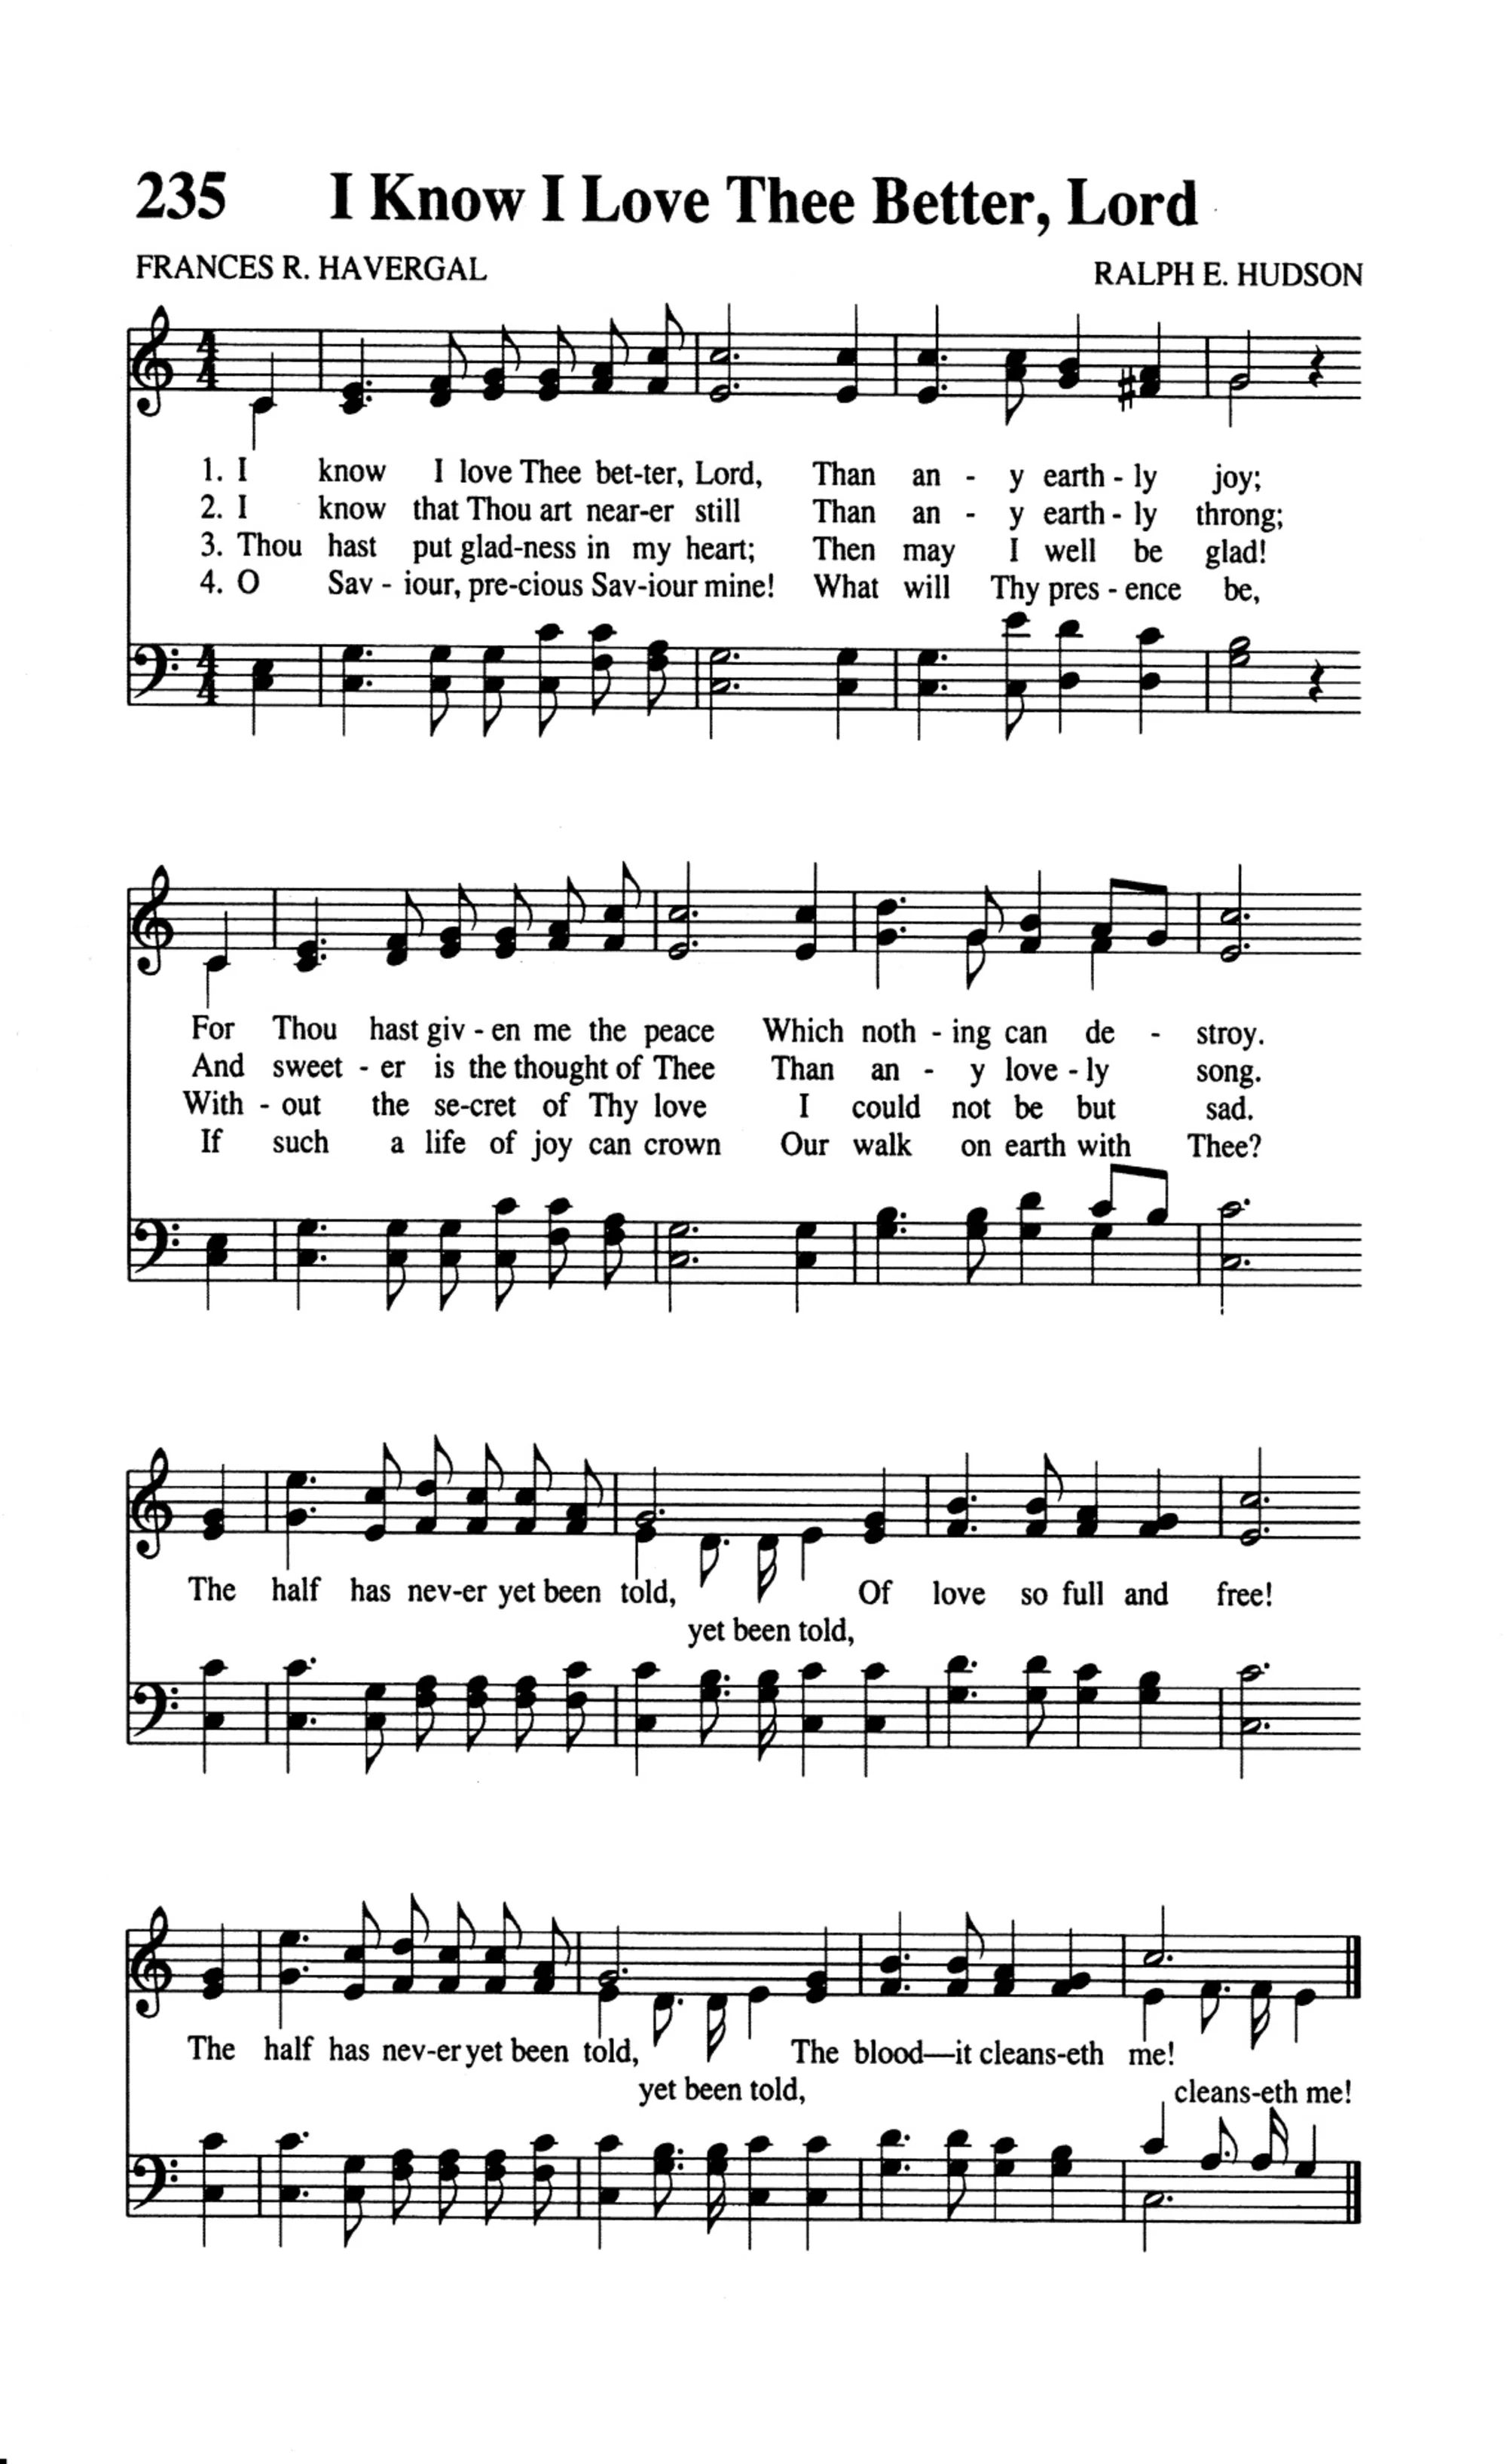 235 I Know I Love Thee Better, Lord
FRANCES R. HAVERGAL RALPH E. HUDSON
4 4
1. I know I love Thee bet-ter, Lord, Than an - y earth - ly joy;
2. I know that Thou art near-er still Than an - y earth - ly throng;
3. Thou hast put glad-ness in my heart; Then may I well be glad!
4. O Sav - iour, pre-cious Sav-iour mine! What will Thy pres - ence be,
4 4
For Thou hast giv - en me the peace Which noth - ing can de - stroy.
And sweet - er is the thought of Thee Than an - y love - ly song.
With - out the se-cret of Thy love I could not be but sad.
If such a life of joy can crown Our walk on earth with Thee?
The half has nev-er yet been told, Of love so full and free!
yet been told,
The half has nev-er yet been told, The blood—it cleans-eth me!
yet been told, cleans-eth me!